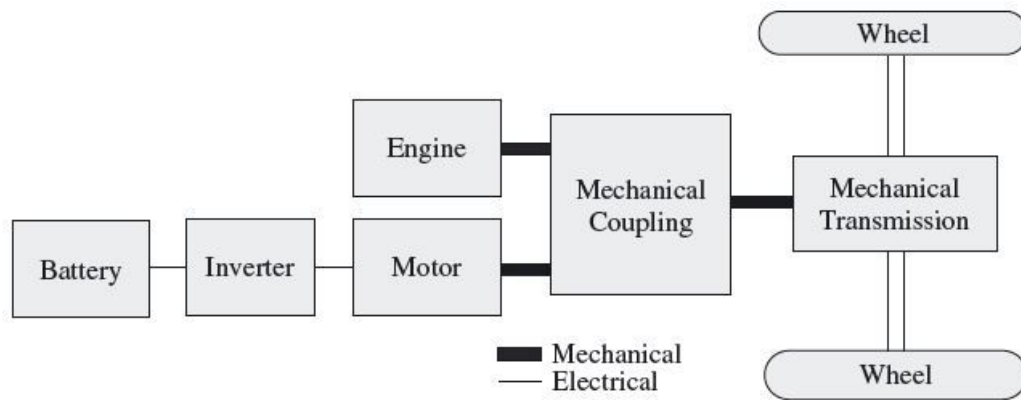 Wheel
Engine
Mechanical
Coupling
Mechanical
Transmission
Battery
Inverter
Motor
Mechanical
Electrical
Wheel